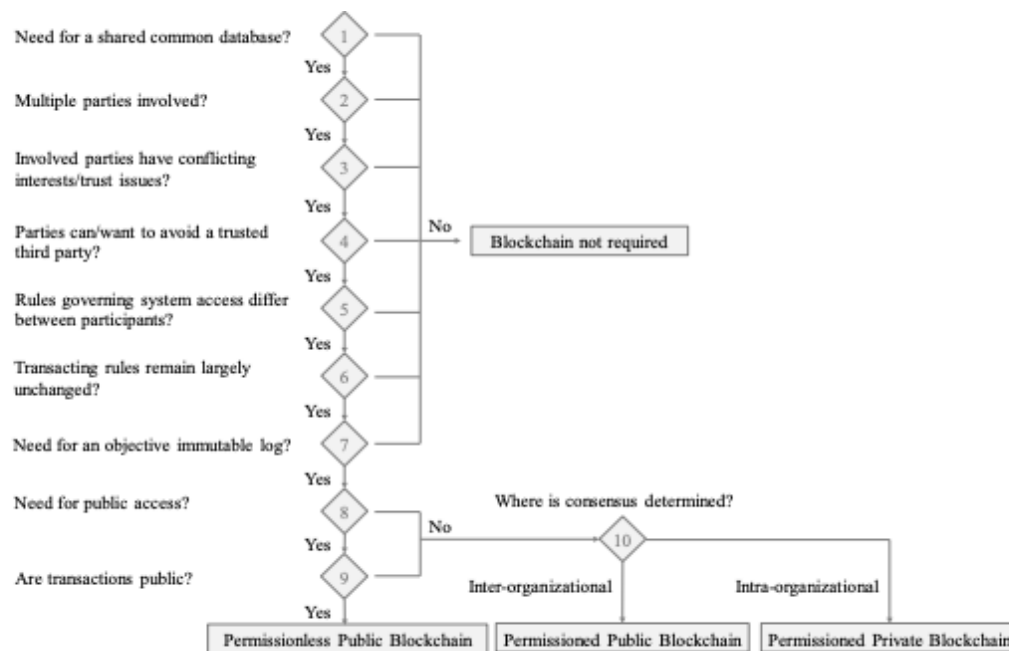 Need for a shared common database?
1
Yes
Multiple parties involved?
2
Yes
Involved parties have conflicting
interests/trust issues?
3
Yes
Parties can/want to avoid a trusted
third party?
4
No
Blockchain not required
Yes
Rules governing system access differ
between participants?
5
Yes
Transacting rules remain largely
unchanged?
6
Yes
Need for an objective immutable log?
7
Yes
Need for public access?
8
Where is consensus determined?
No
10
Yes
Are transactions public?
9
Inter-organizational
Intra-organizational
Yes
Permissionless Public Blockchain
Permissioned Public Blockchain
Permissioned Private Blockchain